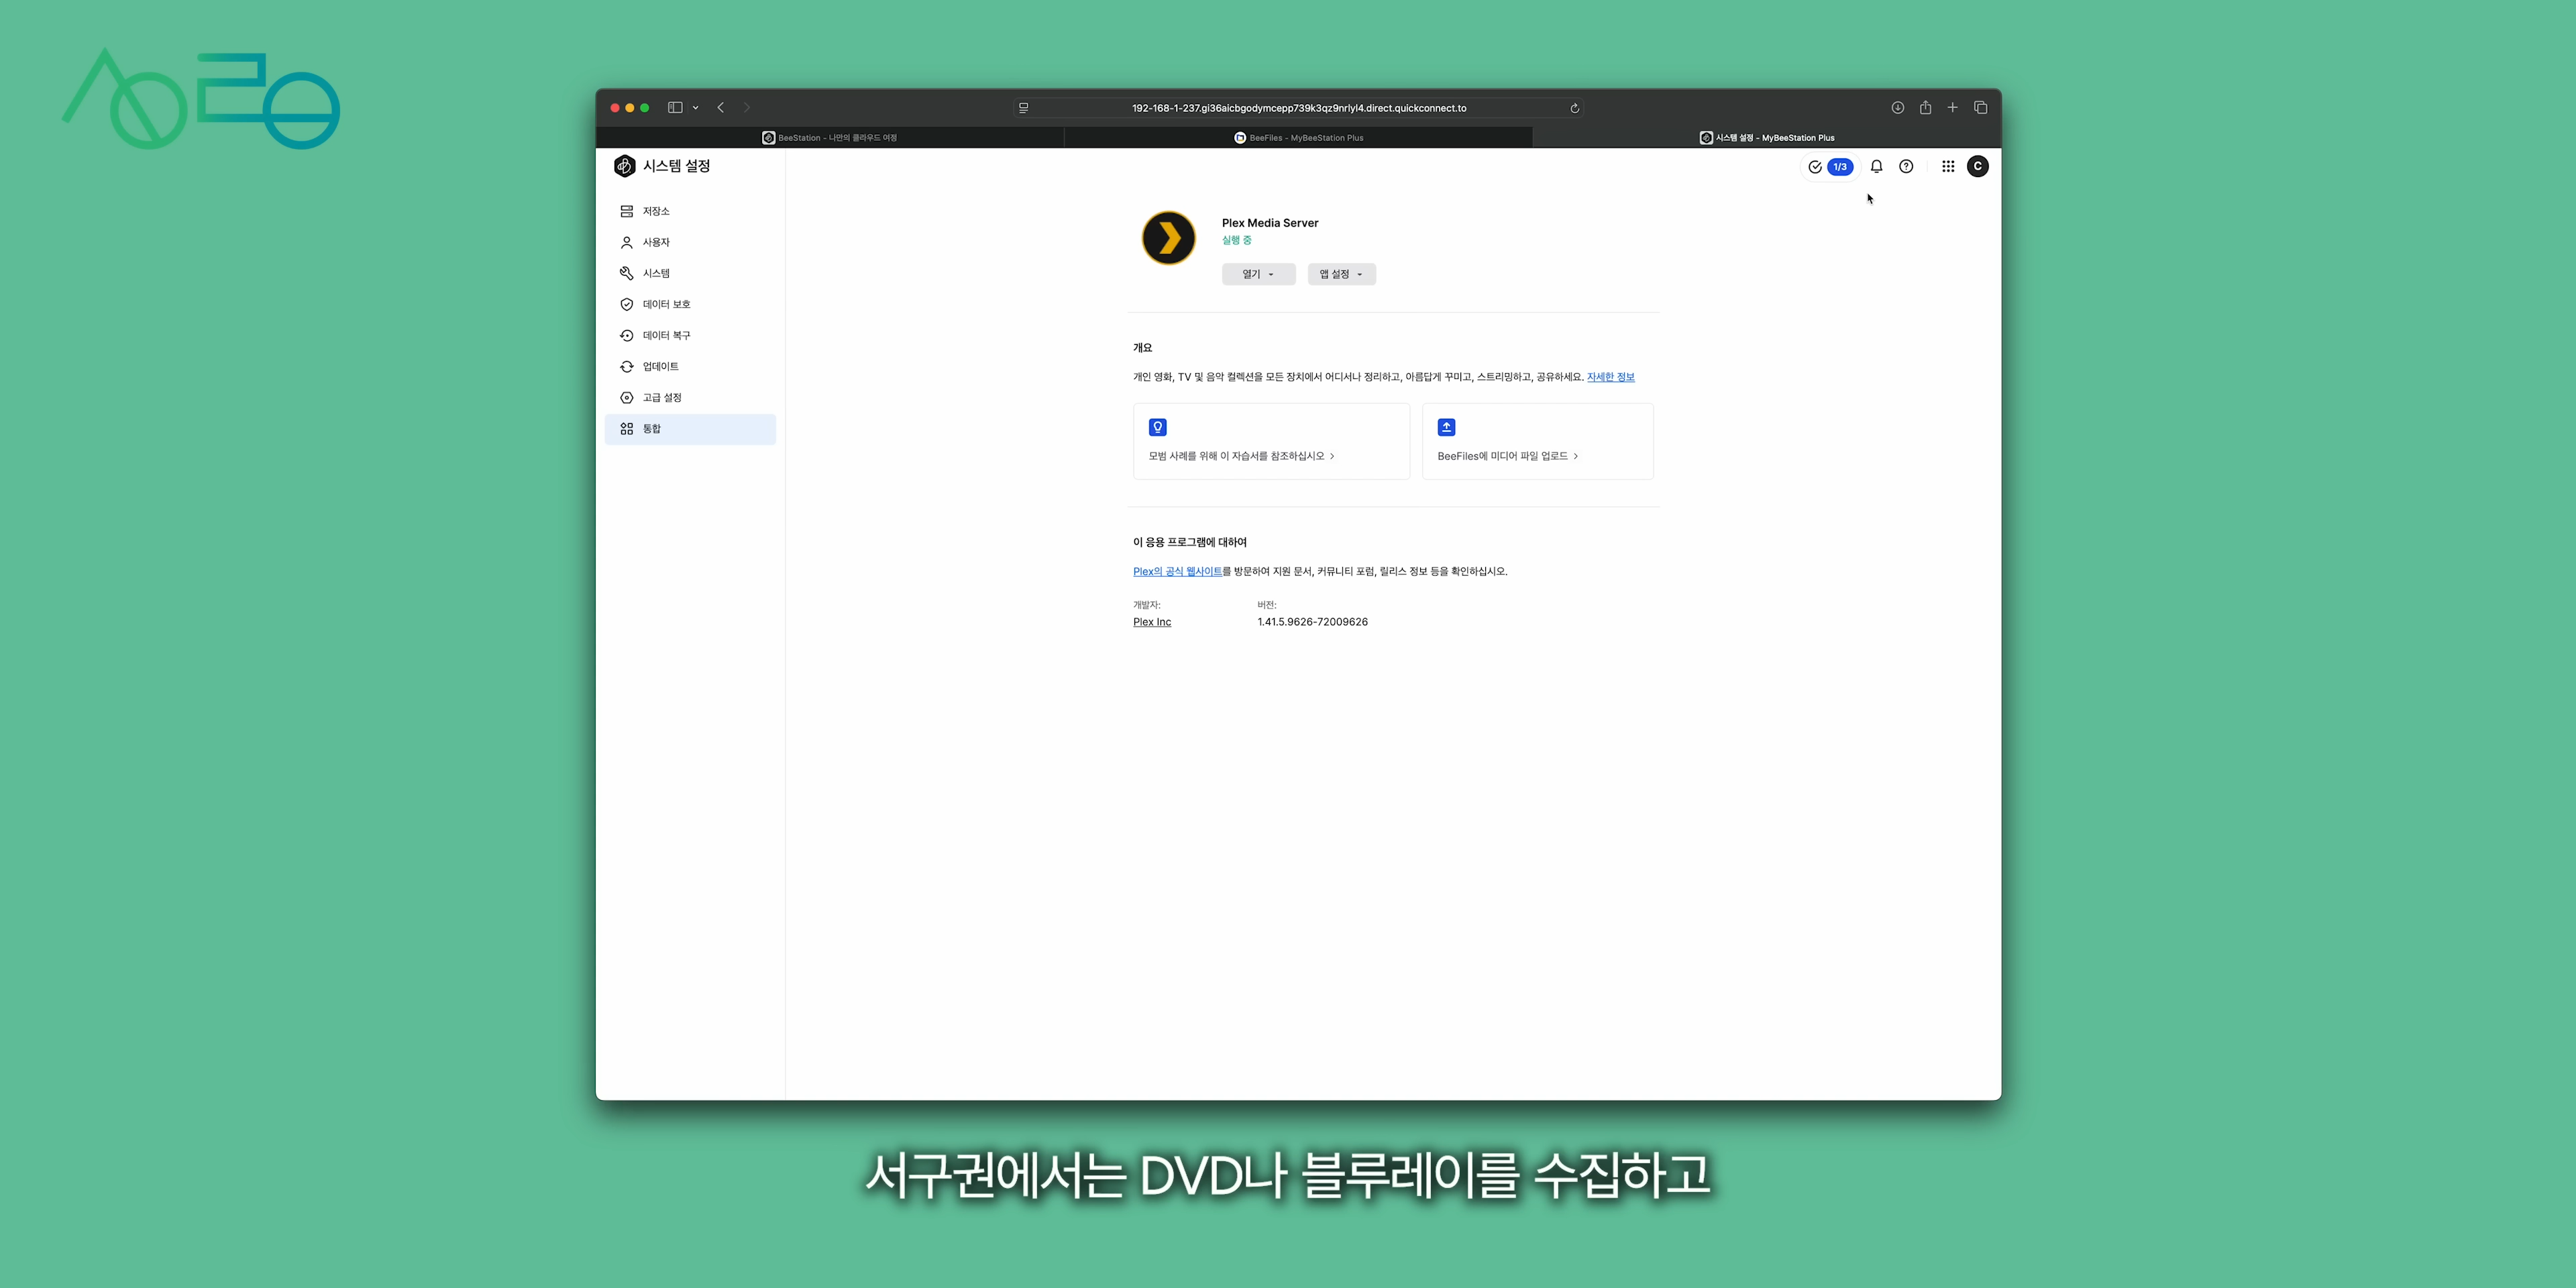 192-168-1-237.gi36aicbgodymcepp739k3qz9nrlyl4.direct.quickconnect.to
BeeStation - 나만의 클라우드 여정
BeeFiles - MyBeeStation Plus
시스템 설정 - MyBeeStation Plus
시스템 설정
1/3
C
저장소
사용자
시스템
데이터 보호
데이터 복구
업데이트
고급 설정
통합
Plex Media Server
실행 중
열기
앱 설정
개요
개인 영화, TV 및 음악 컬렉션을 모든 장치에서 어디서나 정리하고, 아름답게 꾸미고, 스트리밍하고, 공유하세요. 자세한 정보
모범 사례를 위해 이 자습서를 참조하십시오
BeeFiles에 미디어 파일 업로드
이 응용 프로그램에 대하여
Plex의 공식 웹사이트를 방문하여 지원 문서, 커뮤니티 포럼, 릴리스 정보 등을 확인하십시오.
개발자:
버전:
Plex Inc
1.41.5.9626-72009626
서구권에서는 DVD나 블루레이를 수집하고